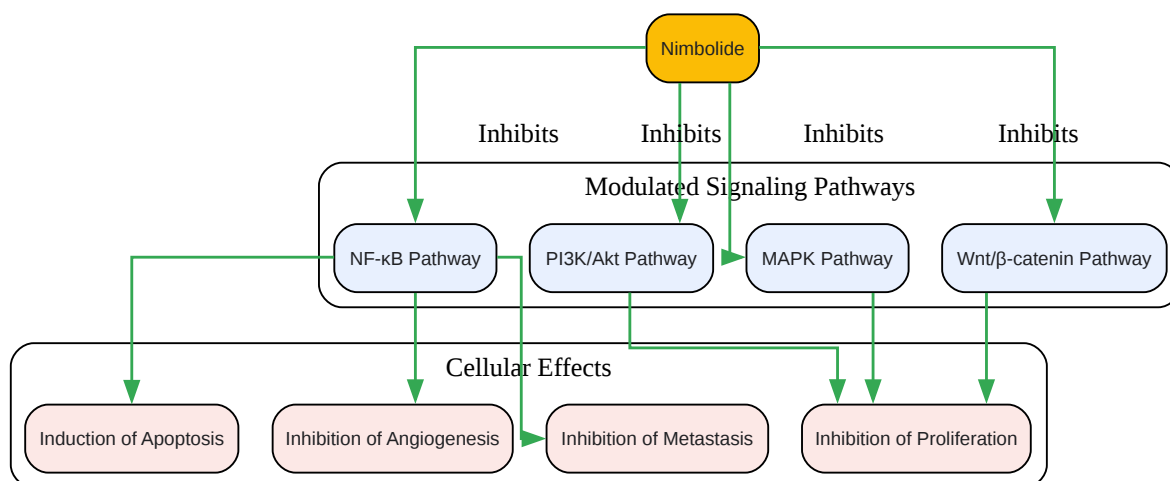 Nimbolide
Inhibits
Inhibits
Inhibits
Inhibits
Modulated Signaling Pathways
NF-κB Pathway
PI3K/Akt Pathway
MAPK Pathway
Wnt/β-catenin Pathway
Cellular Effects
Induction of Apoptosis
Inhibition of Angiogenesis
Inhibition of Metastasis
Inhibition of Proliferation